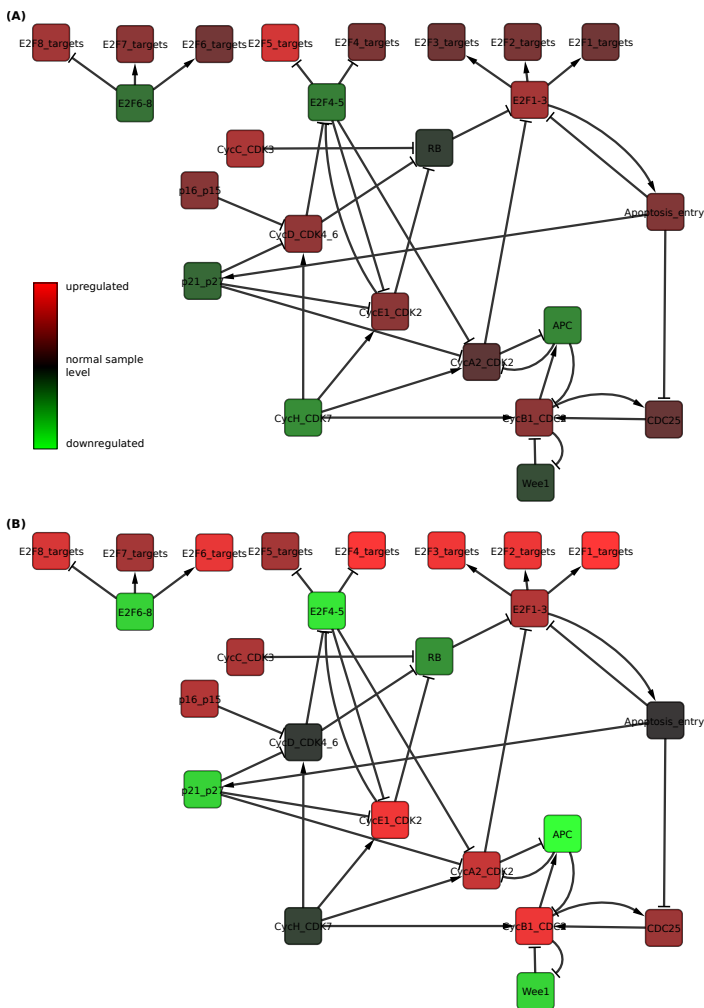 (A)
E2F8_targets
E2F7_targets
E2F6_targets
E2F5_targets
E2F4_targets
E2F3_targets
E2F2_targets
E2F1_targets
E2F6-8
E2F4-5
E2F1-3
CycC_CDK3
RB
p16_p15
CycD_CDK4_6
Apoptosis_entry
p21_p27
upregulated
CycE1_CDK2
APC
normal sample
level
CycA2_CDK2
CycH_CDK7
CycB1_CDC2
CDC25
downregulated
Wee1
(B)
E2F8_targets
E2F7_targets
E2F6_targets
E2F5_targets
E2F4_targets
E2F3_targets
E2F2_targets
E2F1_targets
E2F6-8
E2F4-5
E2F1-3
CycC_CDK3
RB
p16_p15
CycD_CDK4_6
Apoptosis_entry
p21_p27
CycE1_CDK2
APC
CycA2_CDK2
CycH_CDK7
CycB1_CDC2
CDC25
Wee1